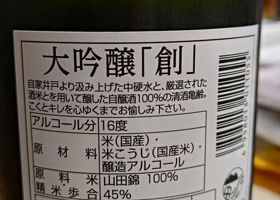 大吟醸「創」
自家井戸より汲み上げた中硬水と、厳選された
酒米とを用いて醸した自醸酒100%の清酒亀齢。
こくとキレを心ゆくまでお愉しみ下さい。
アルコール分 16度
原材料 米(国産)・
米こうじ(国産)・
醸造アルコール
原料米 山田錦 100%
精米歩合 45%